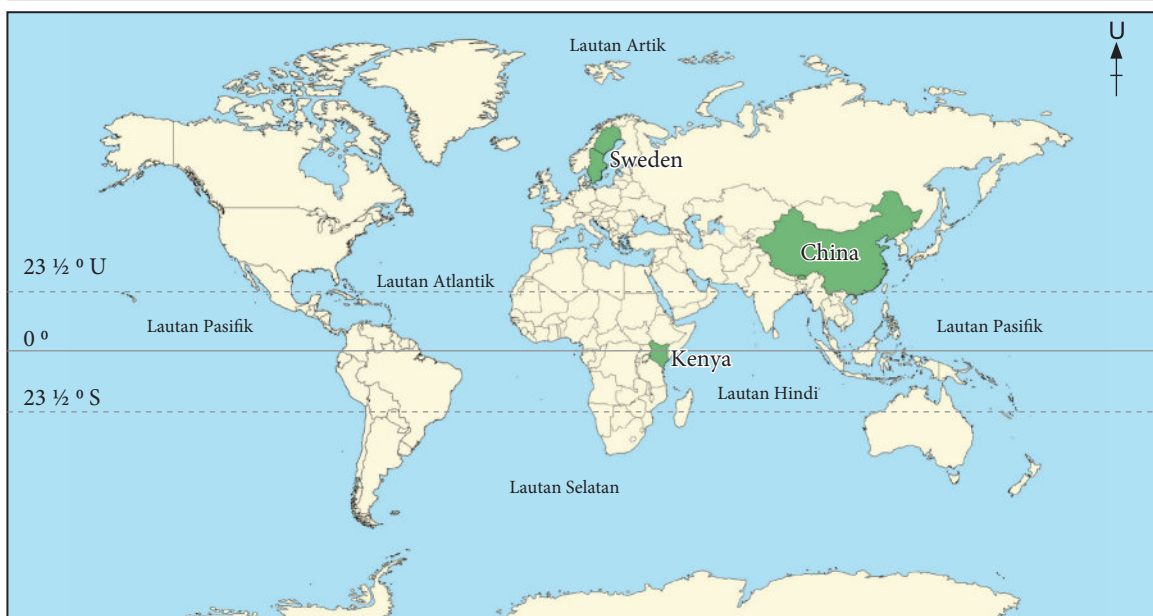 Lautan Artik
U
Sweden
China
23 ½ º U
Lautan Atlantik
Lautan Pasifik
Lautan Pasifik
0 º
Kenya
Lautan Hindi
23 ½ º S
Lautan Selatan